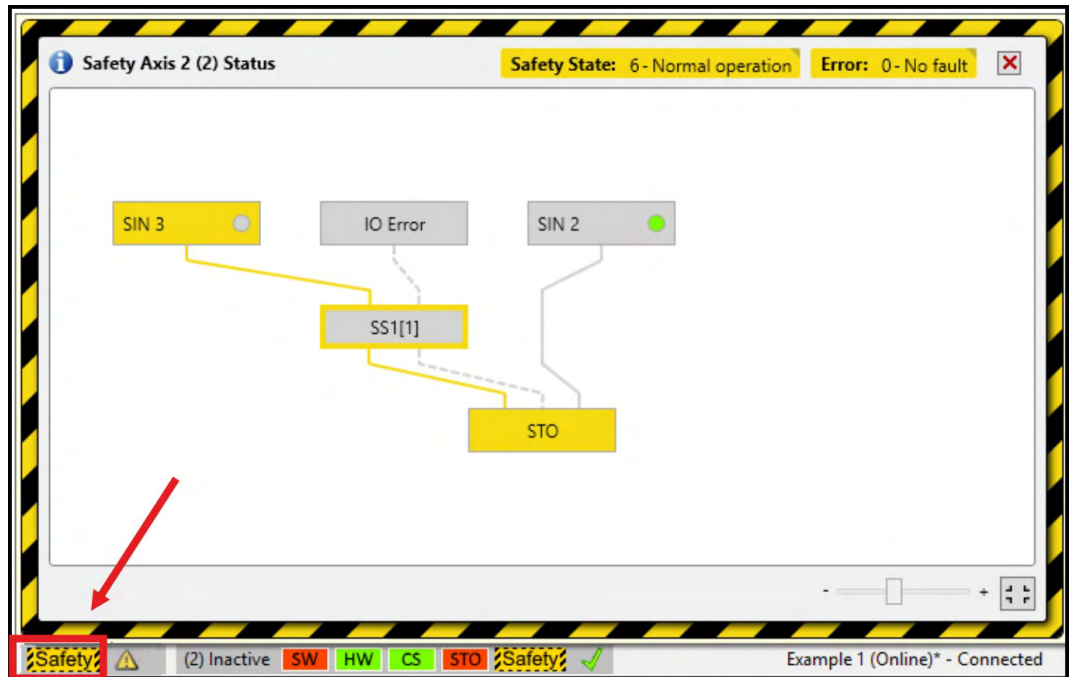 Safety Axis 2 (2) Status
Safety State: 6 - Normal operation
Error: 0 - No fault
SIN 3
IO Error
SIN 2
SS1[1]
STO
- +
Safety (2) Inactive SW HW CS STO Safety Example 1 (Online)* - Connected